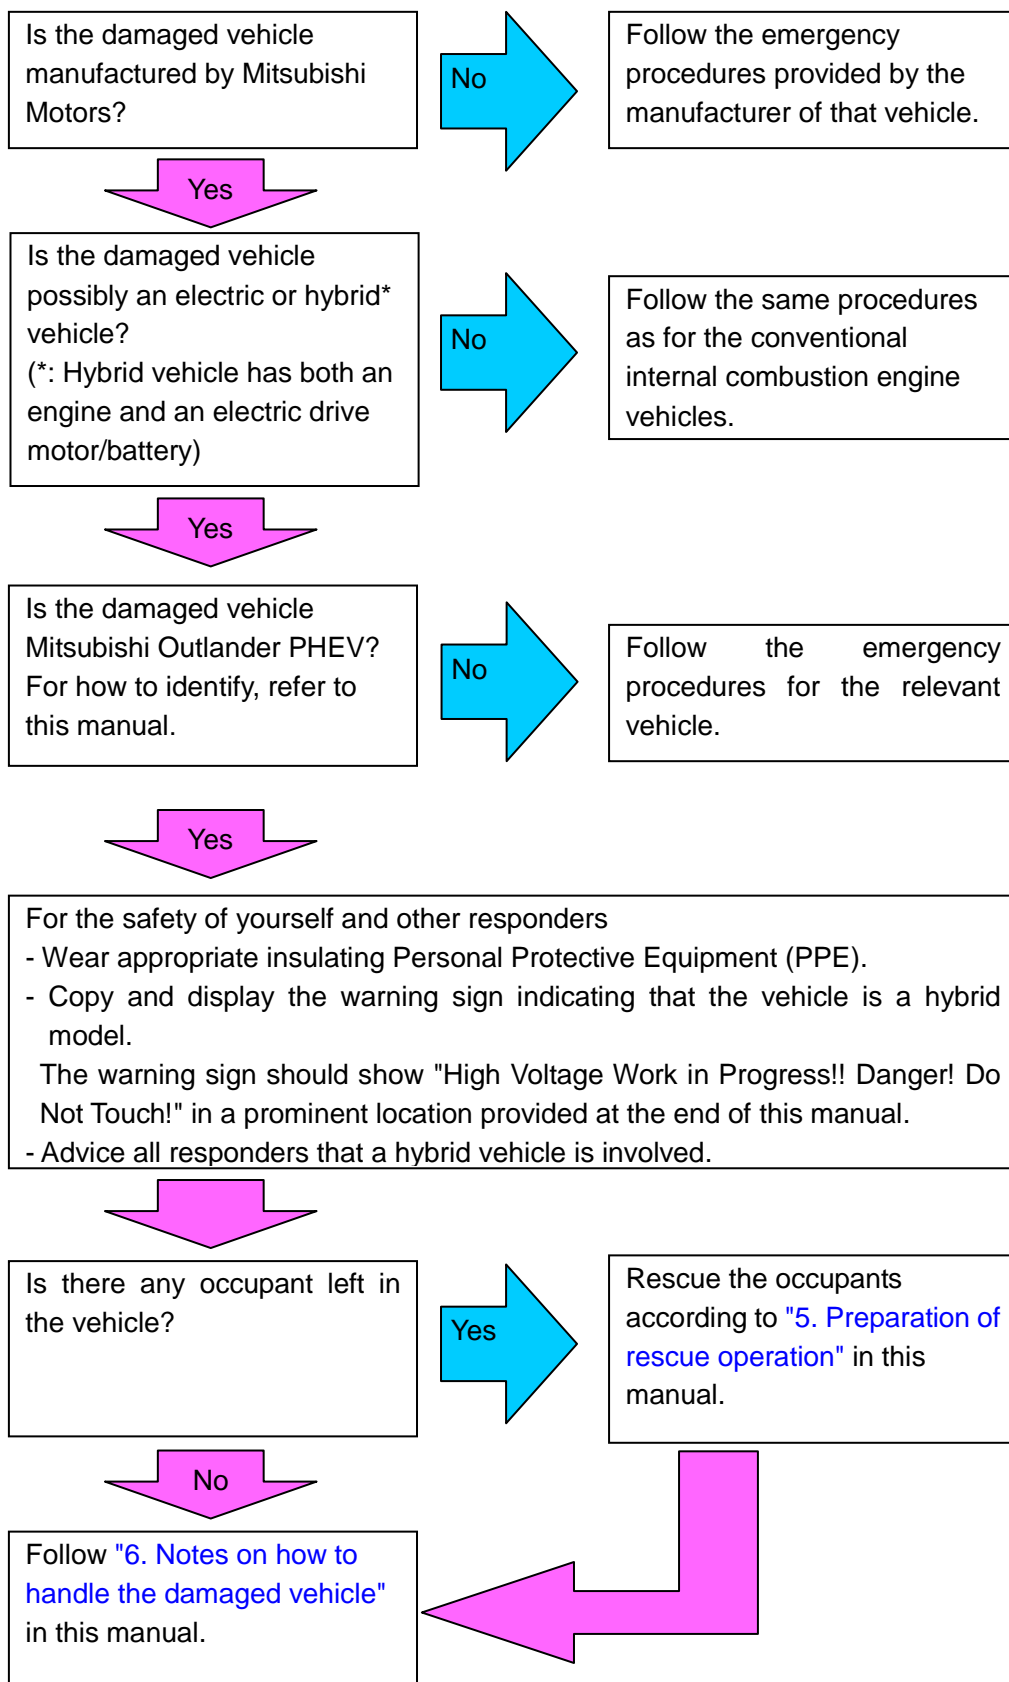 Is the damaged vehicle
manufactured by Mitsubishi
Motors?
No
Follow the emergency
procedures provided by the
manufacturer of that vehicle.
Yes
Is the damaged vehicle
possibly an electric or hybrid*
vehicle?
(*: Hybrid vehicle has both an
engine and an electric drive
motor/battery)
No
Follow the same procedures
as for the conventional
internal combustion engine
vehicles.
Yes
Is the damaged vehicle
Mitsubishi Outlander PHEV?
For how to identify, refer to
this manual.
No
Follow the emergency
procedures for the relevant
vehicle.
Yes
For the safety of yourself and other responders
- Wear appropriate insulating Personal Protective Equipment (PPE).
- Copy and display the warning sign indicating that the vehicle is a hybrid
model.
The warning sign should show "High Voltage Work in Progress!! Danger! Do
Not Touch!" in a prominent location provided at the end of this manual.
- Advice all responders that a hybrid vehicle is involved.
Is there any occupant left in
the vehicle?
Yes
Rescue the occupants
according to "5. Preparation of
rescue operation" in this
manual.
No
Follow "6. Notes on how to
handle the damaged vehicle"
in this manual.